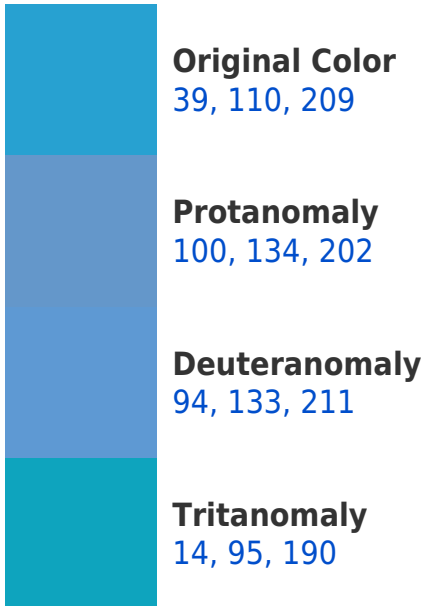 Original Color
39, 110, 209
Protanomaly
100, 134, 202
Deuteranomaly
94, 133, 211
Tritanomaly
14, 95, 190